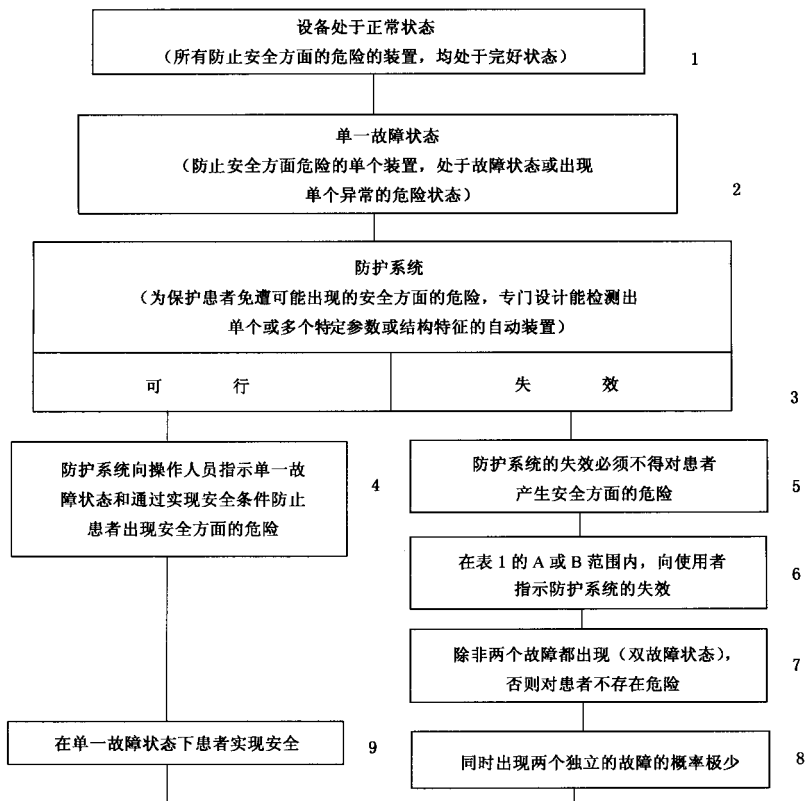 设备处于正常状态
（所有防止安全方面的危险的装置，均处于完好状态）
1
单一故障状态
（防止安全方面危险的单个装置，处于故障状态或出现
单个异常的危险状态）
2
防护系统
（为保护患者免遭可能出现的安全方面的危险，专门设计能检测出
单个或多个特定参数或结构特征的自动装置）
可 行
失 效
3
防护系统向操作人员指示单一故
障状态和通过实现安全条件防止
患者出现安全方面的危险
4
防护系统的失效必须不得对患者
产生安全方面的危险
5
在表 1 的 A 或 B 范围内，向使用者
指示防护系统的失效
6
除非两个故障都出现（双故障状态），
否则对患者不存在危险
7
在单一故障状态下患者实现安全
9
同时出现两个独立的故障的概率极少
8